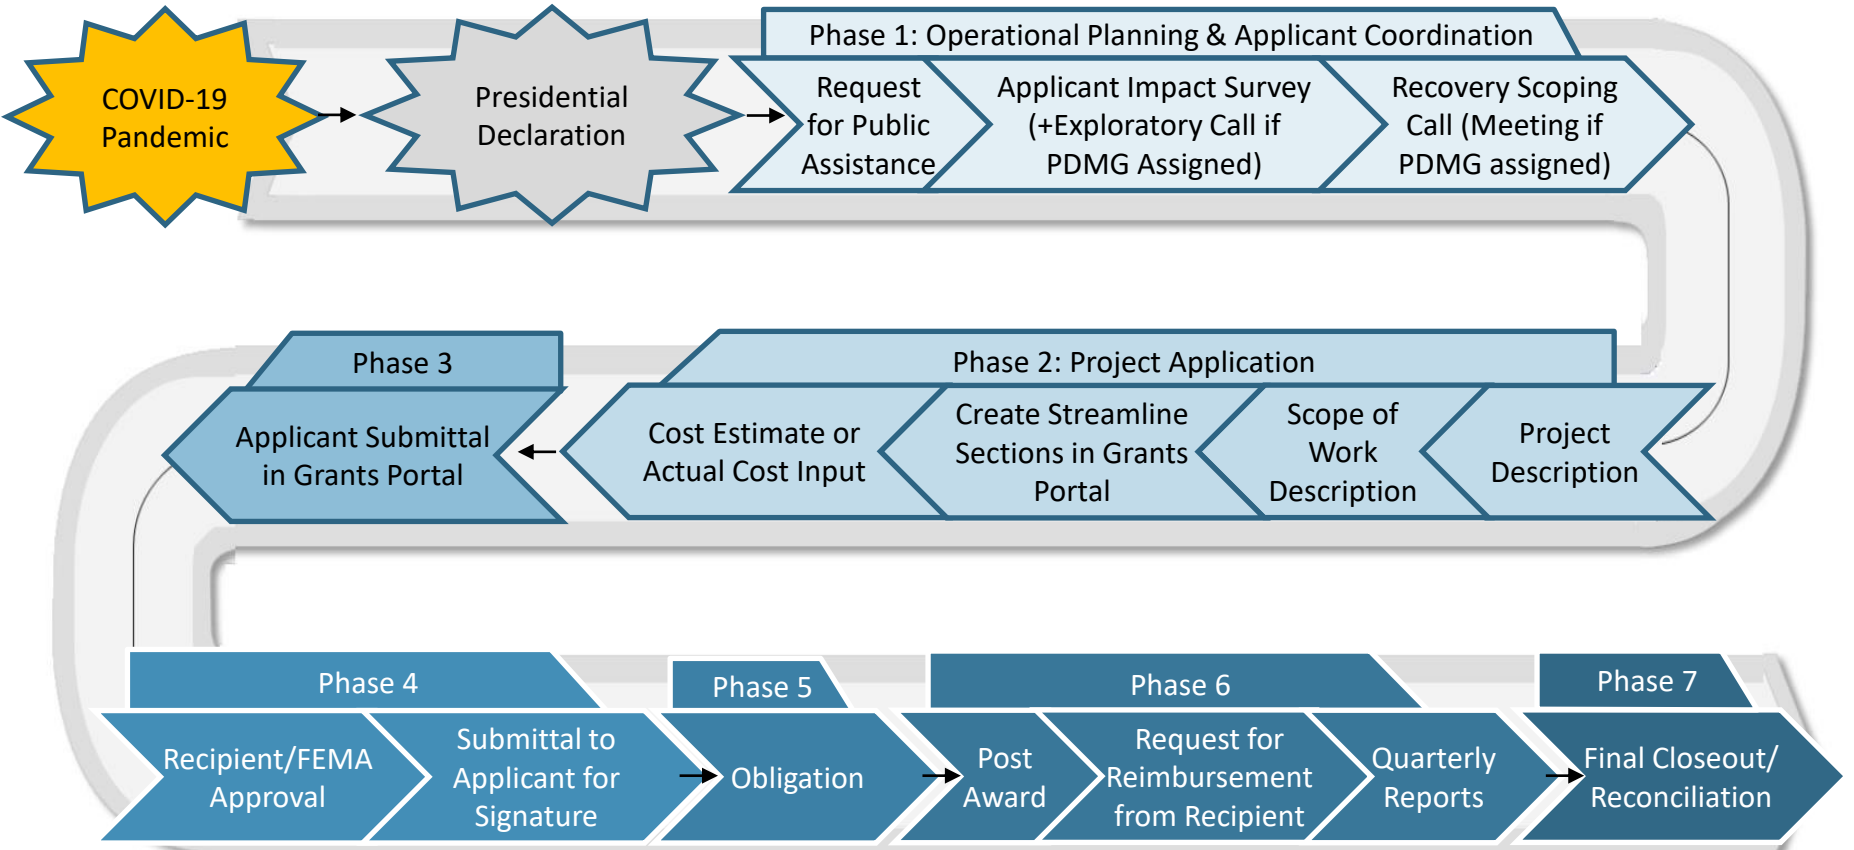 COVID-19
Pandemic
Presidential
Declaration
Phase 1: Operational Planning & Applicant Coordination
Request
for Public
Assistance
Applicant Impact Survey
(+Exploratory Call if
PDMG Assigned)
Recovery Scoping
Call (Meeting if
PDMG assigned)
Phase 2: Project Application
Project
Description
Scope of
Work
Description
Create Streamline
Sections in Grants
Portal
Cost Estimate or
Actual Cost Input
Phase 3
Applicant Submittal
in Grants Portal
Phase 4
Recipient/FEMA
Approval
Submittal to
Applicant for
Signature
Phase 5
Obligation
Phase 6
Post
Award
Request for
Reimbursement
from Recipient
Quarterly
Reports
Phase 7
Final Closeout/
Reconciliation